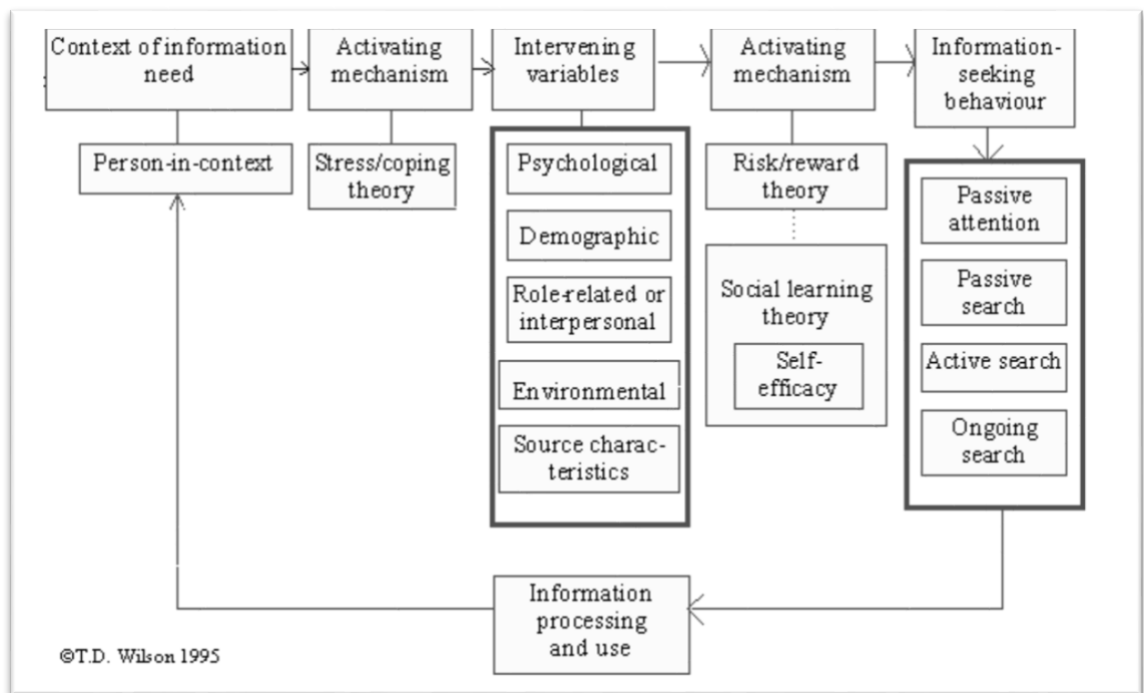 Context of information
need
Activating
mechanism
Intervening
variables
Activating
mechanism
Information-
seeking
behaviour
Person-in-context
Stress/coping
theory
Psychological
Demographic
Role-related or
interpersonal
Environmental
Source charac-
teristics
Risk/reward
theory
Social learning
theory
Self-
efficacy
Passive
attention
Passive
search
Active search
Ongoing
search
Information
processing
and use
©T.D. Wilson 1995